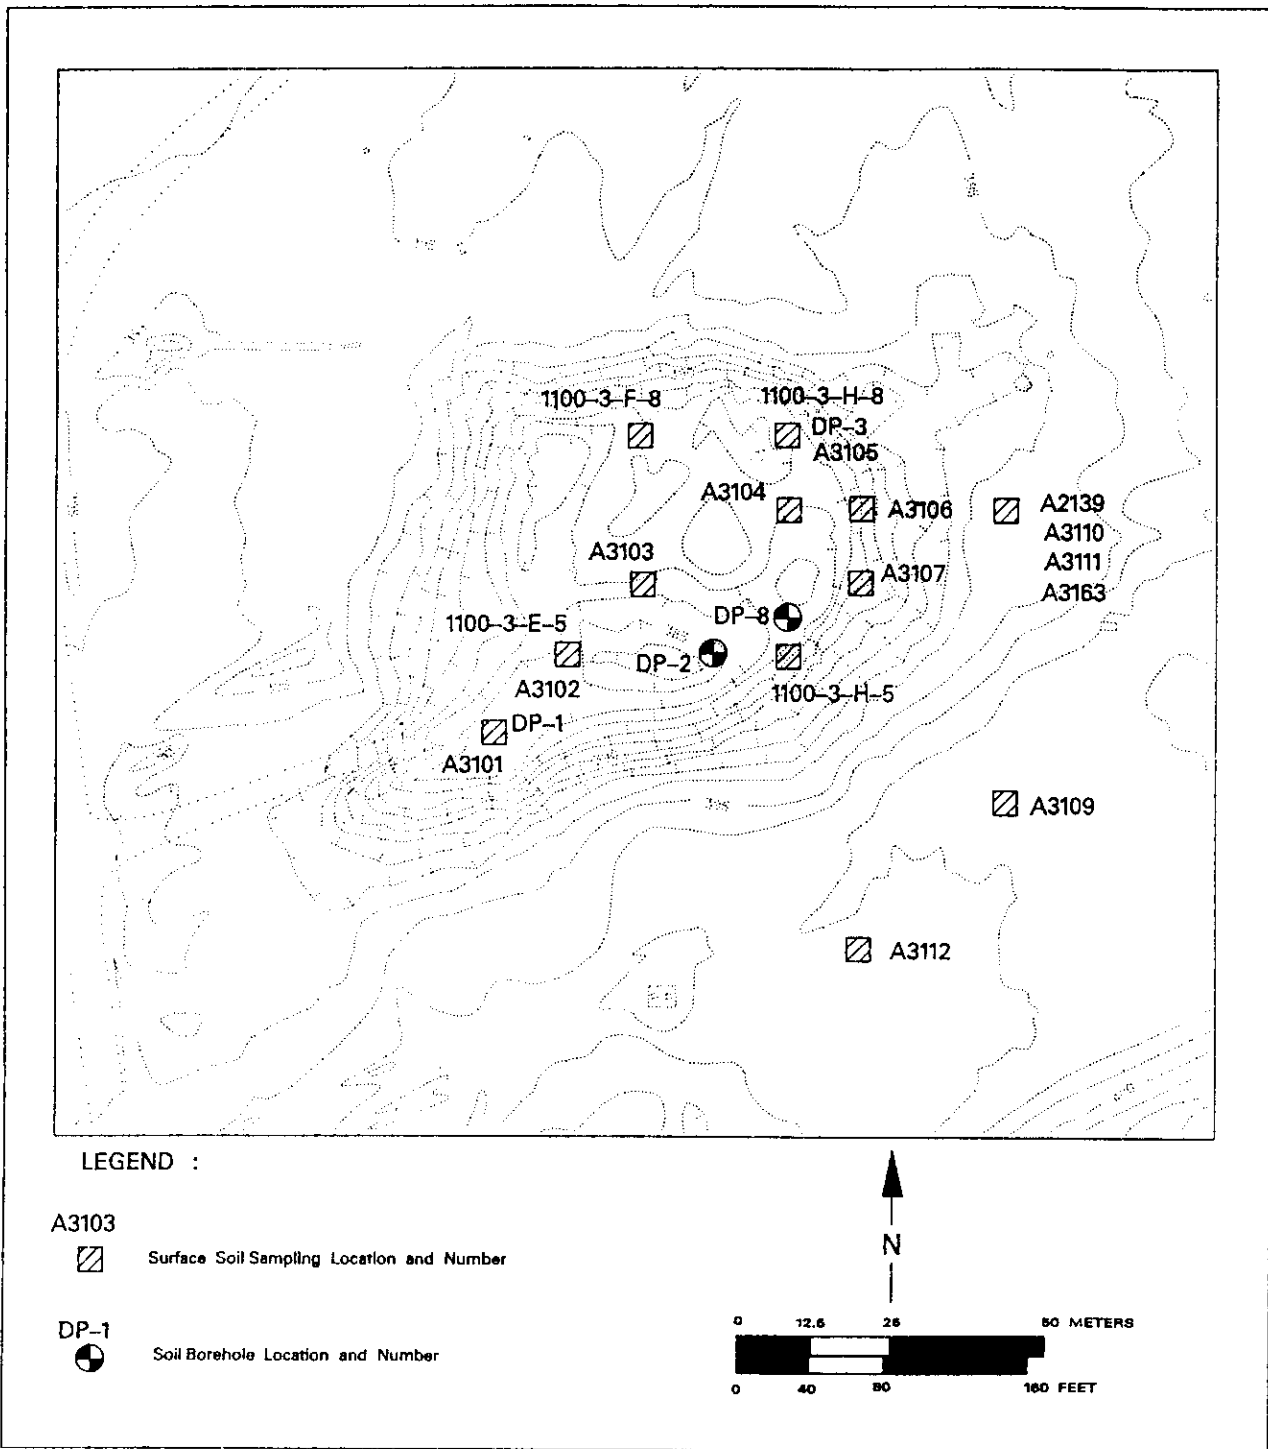 1100-3-F-8
1100-3-H-8
DP-3
A3105
A3104
A3106
A2139
A3110
A3111
A3163
A3103
A3107
DP-8
1100-3-E-5
DP-2
A3102
1100-3-H-5
DP-1
A3101
A3109
A3112
LEGEND :
A3103
Surface Soil Sampling Location and Number
DP-1
Soil Borehole Location and Number
N
0 12.5 25 50 METERS
0 40 80 160 FEET